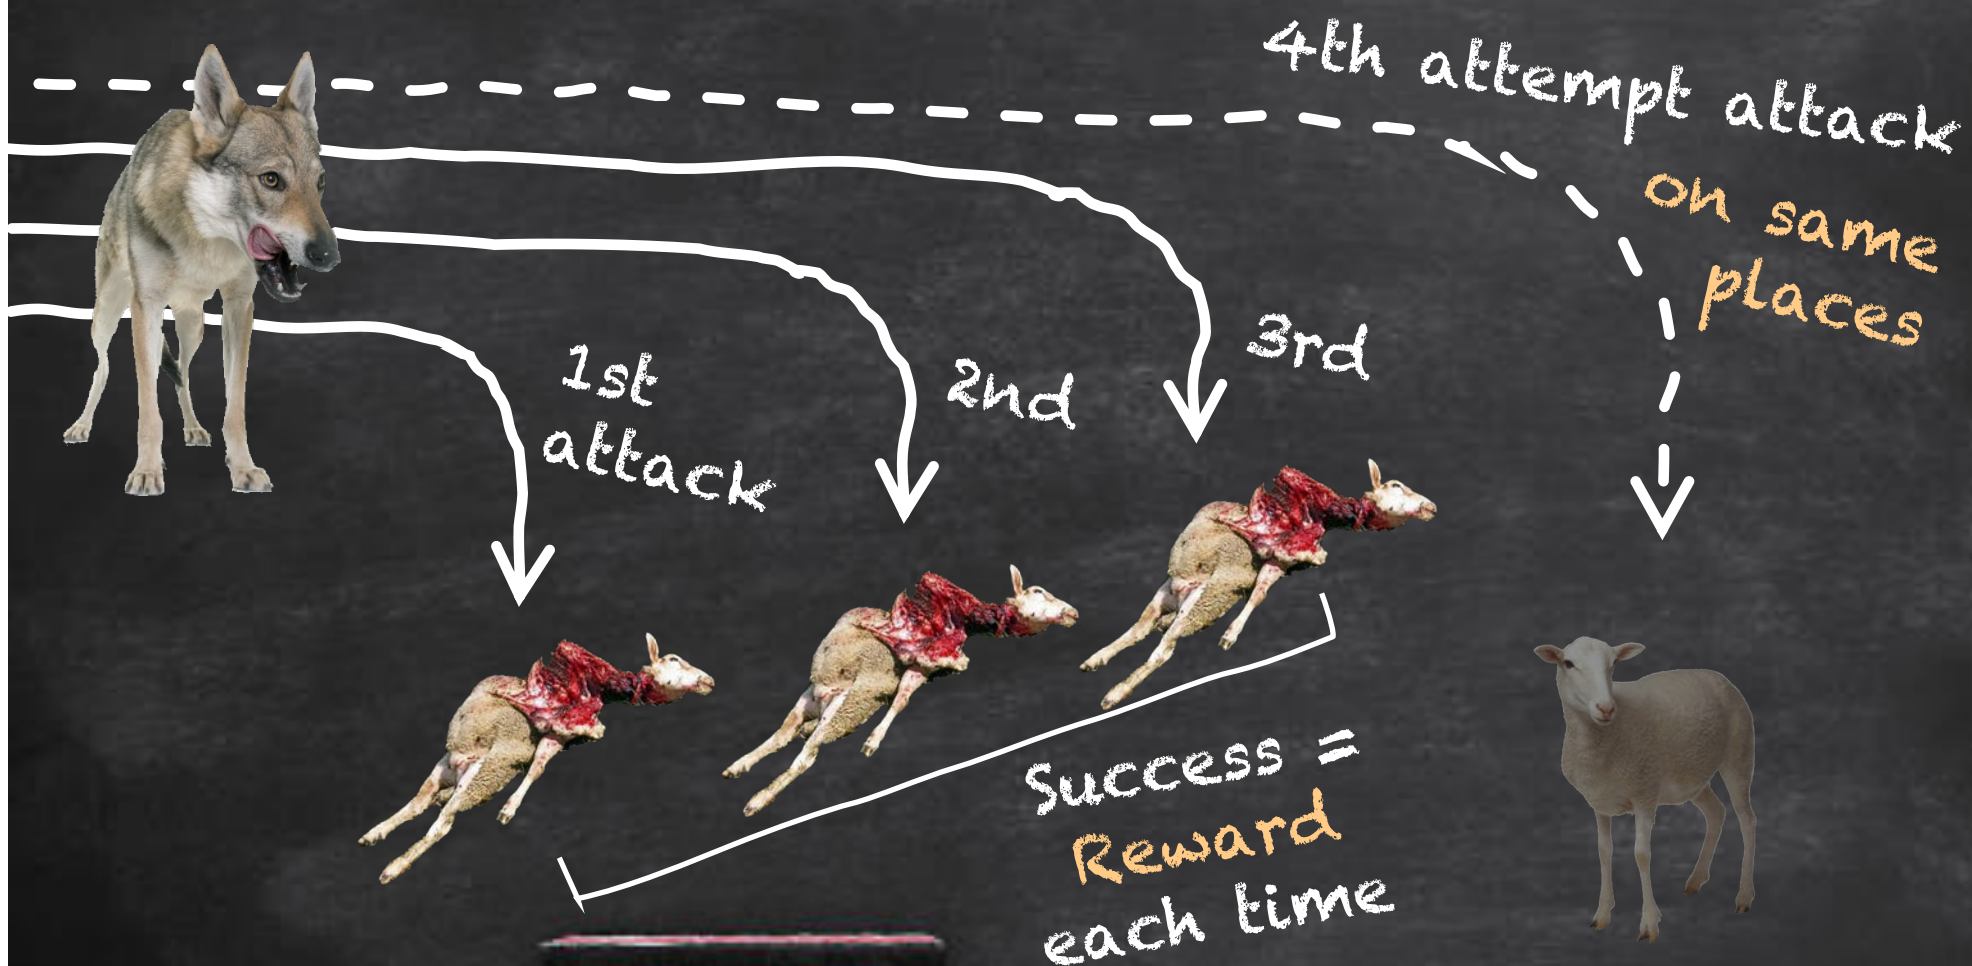 4th attempt attack
on same
places
1st
attack
2nd
3rd
Success =
Reward
each time